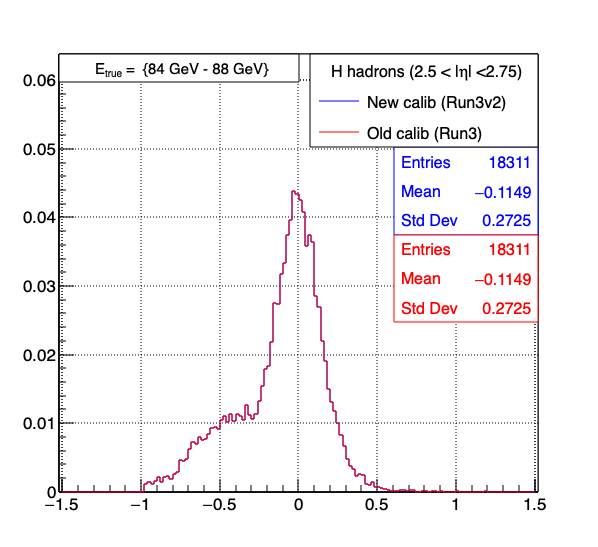 E_true = {84 GeV - 88 GeV}
H hadrons (2.5 < |η| <2.75)
New calib (Run3v2)
Old calib (Run3)
Entries 18311
Mean −0.1149
Std Dev 0.2725
Entries 18311
Mean −0.1149
Std Dev 0.2725
0.06
0.05
0.04
0.03
0.02
0.01
0
−1.5 −1 −0.5 0 0.5 1 1.5